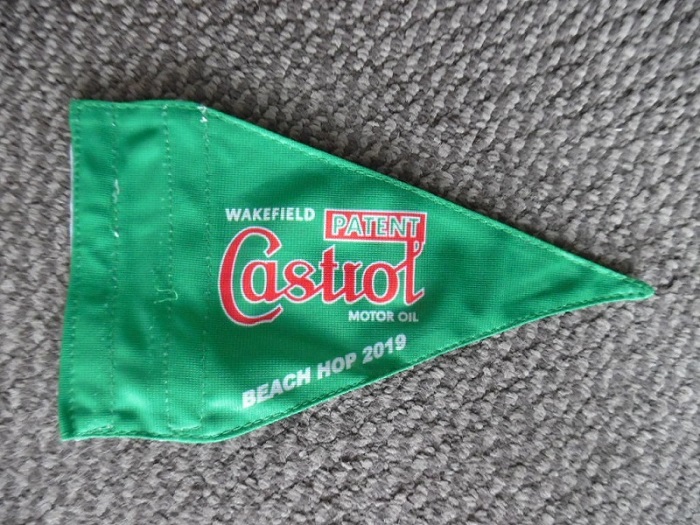 WAKEFIELD PATENT
Castrol
MOTOR OIL
BEACH HOP 2019